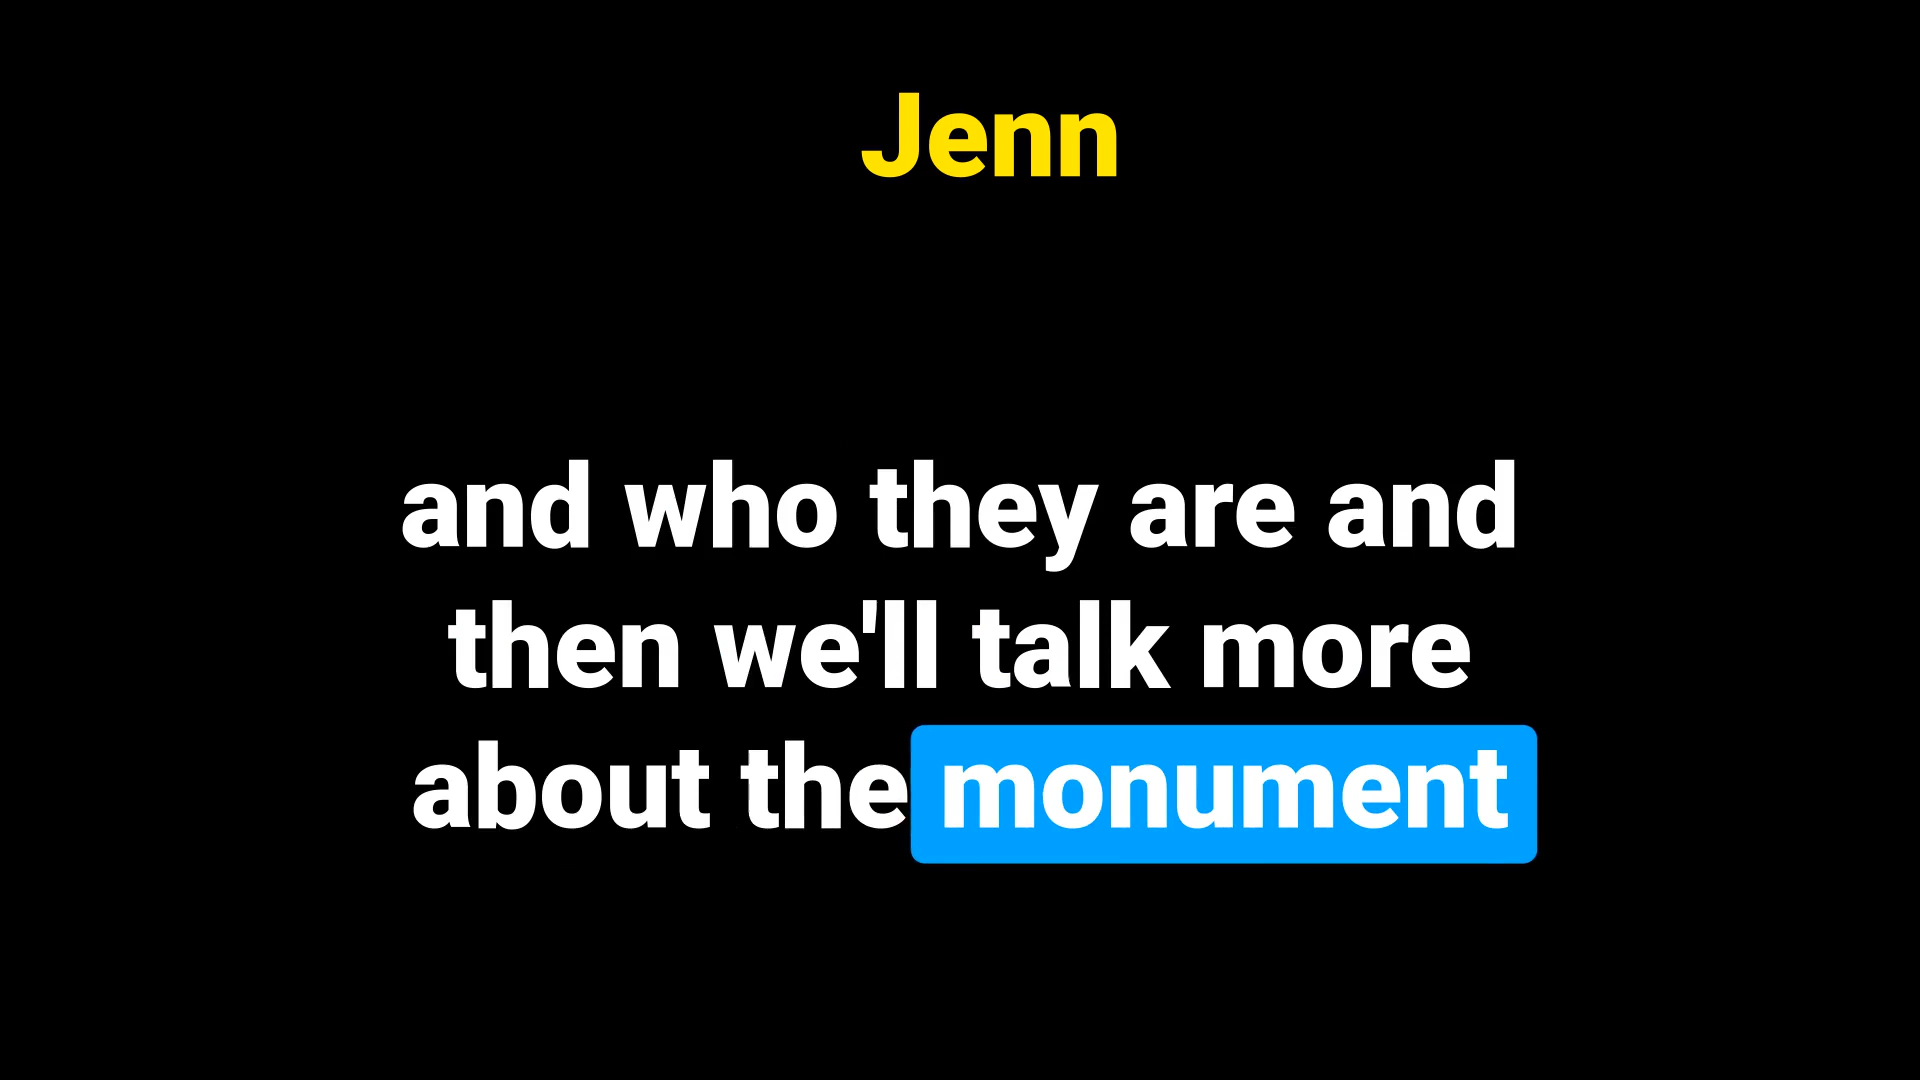 Jenn
and who they are and
then we'll talk more
about the monument